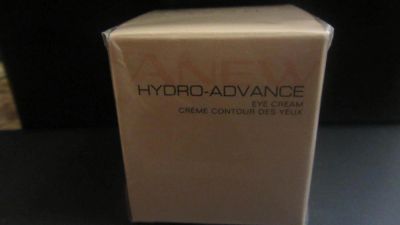 ANEW
HYDRO-ADVANCE
EYE CREAM
CRÈME CONTOUR DES YEUX